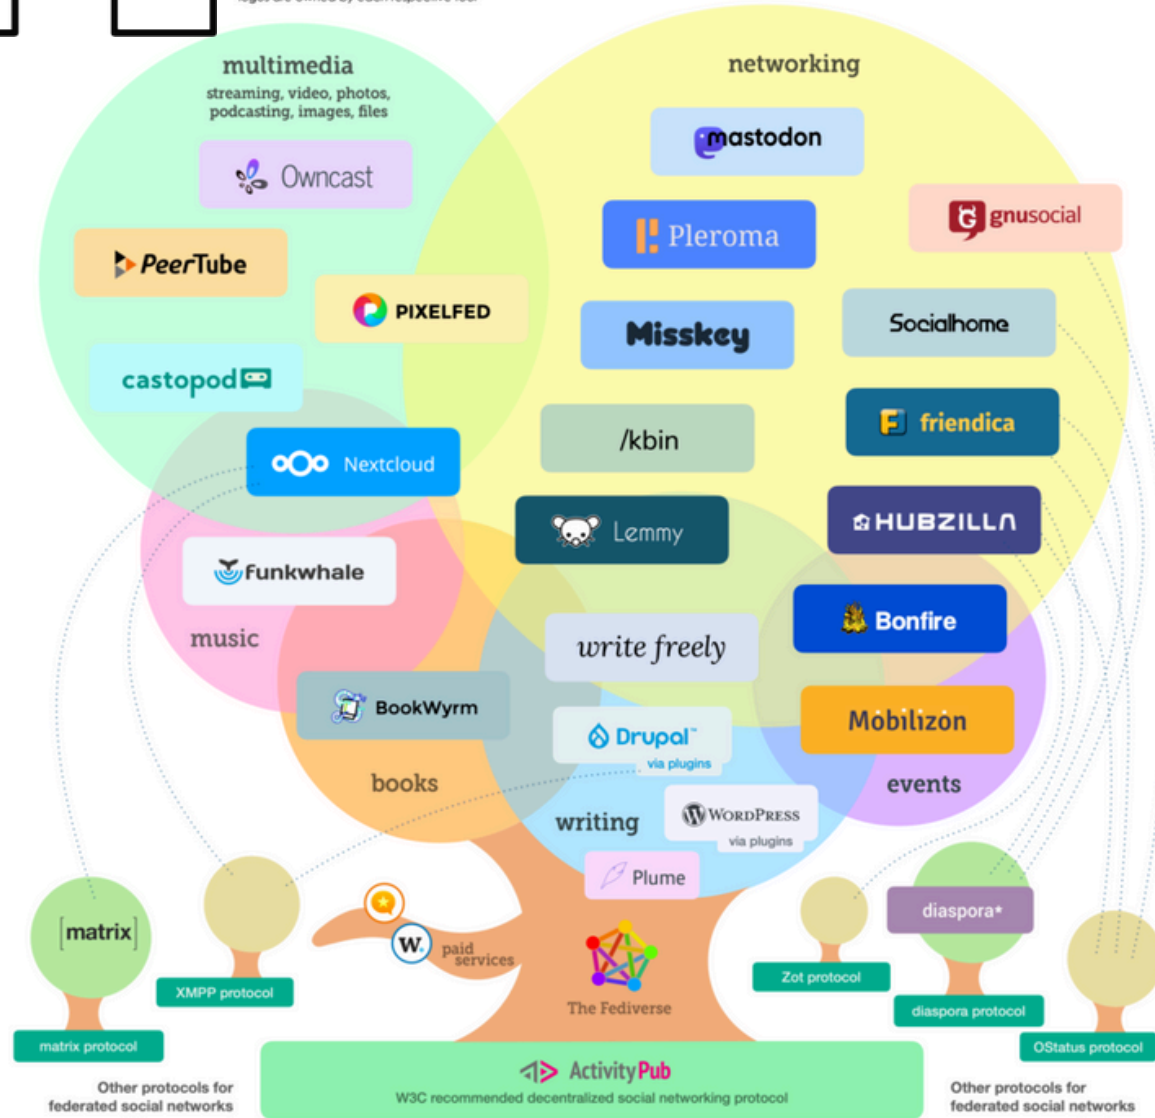 multimedia
streaming, video, photos,
podcasting, images, files
networking
mastodon
Owncast
gnusocial
Pleroma
PeerTube
PIXELFED
Socialhome
Misskey
castopod
friendica
/kbin
Nextcloud
HUBZILLA
Lemmy
funkwhale
Bonfire
music
write freely
BookWyrm
Mobilizon
Drupal™
via plugins
books
events
writing
WORDPRESS
via plugins
Plume
[matrix]
diaspora*
W.
paid
services
The Fediverse
XMPP protocol
Zot protocol
diaspora protocol
matrix protocol
OStatus protocol
ActivityPub
W3C recommended decentralized social networking protocol
Other protocols for
federated social networks
Other protocols for
federated social networks